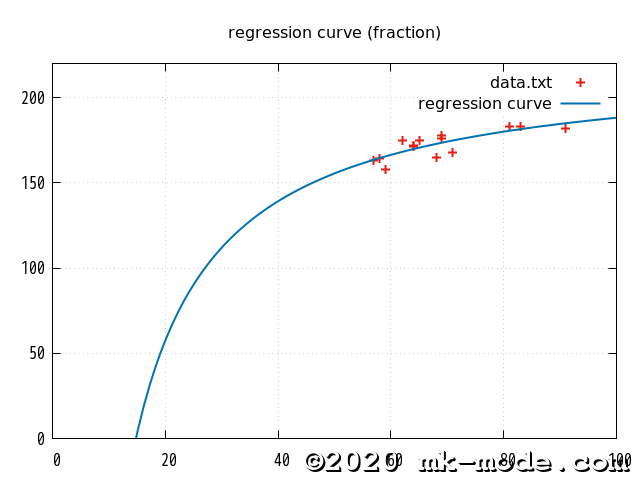 regression curve (fraction)
data.txt
regression curve
200
150
100
50
0
0 20 40 60 80 100
©2020 mk-mode.com